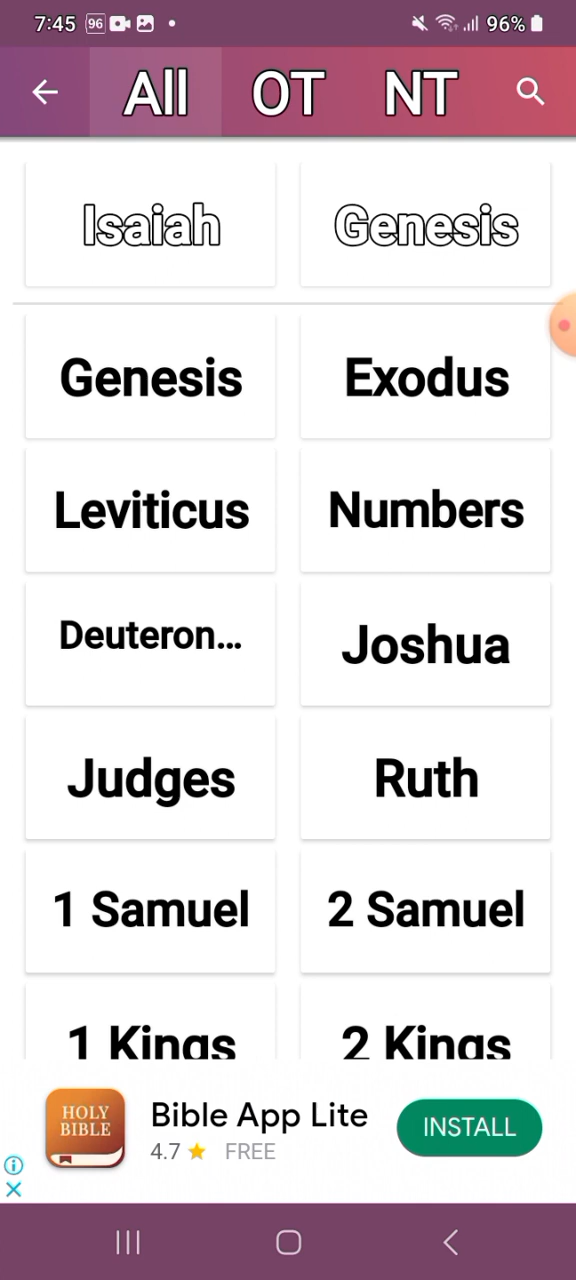 7:45 96 96%
All OT NT
Isaiah Genesis
Genesis Exodus
Leviticus Numbers
Deuteron... Joshua
Judges Ruth
1 Samuel 2 Samuel
1 Kings 2 Kings
HOLY BIBLE
Bible App Lite
4.7 FREE
INSTALL